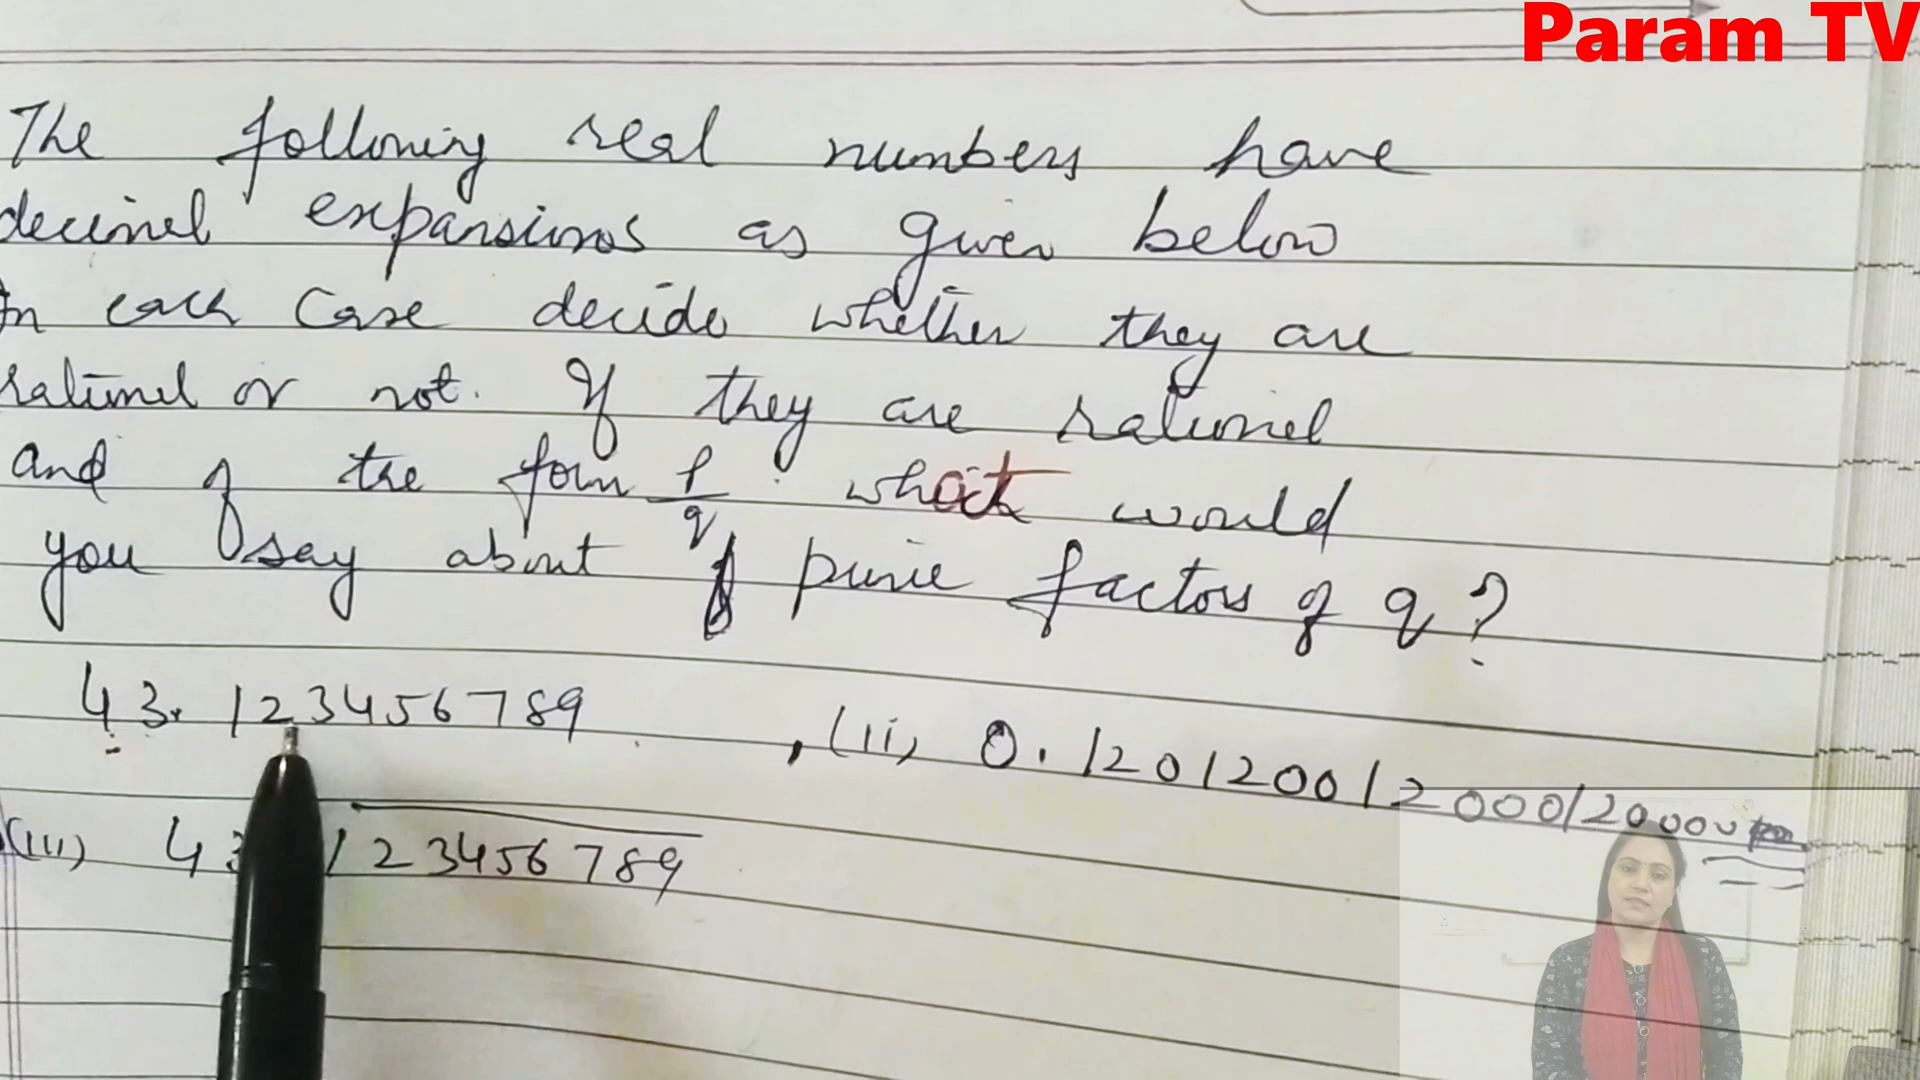 Param TV
The following real numbers have
decimel expansions as given below
In each Case decide whether they are
rational or not. If they are rational
and of the form p/q what would
you say about of prime factors of q?
43.123456789 , (ii) 0.120120012000120000
(iii) 43 123456789